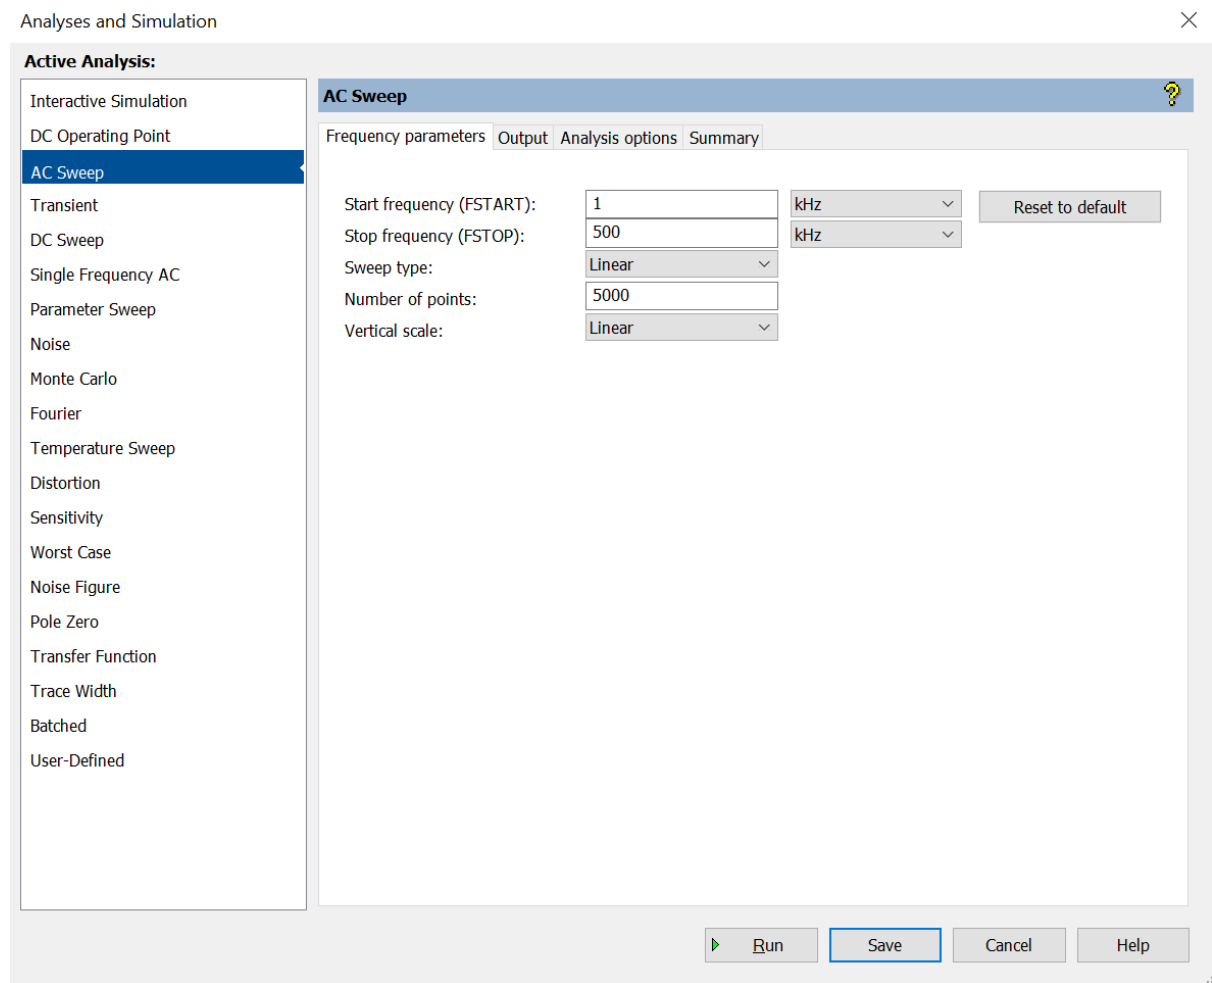 Analyses and Simulation
Active Analysis:
Interactive Simulation
DC Operating Point
AC Sweep
Transient
DC Sweep
Single Frequency AC
Parameter Sweep
Noise
Monte Carlo
Fourier
Temperature Sweep
Distortion
Sensitivity
Worst Case
Noise Figure
Pole Zero
Transfer Function
Trace Width
Batched
User-Defined
AC Sweep
Frequency parameters Output Analysis options Summary
Start frequency (FSTART): 1 kHz Reset to default
Stop frequency (FSTOP): 500 kHz
Sweep type: Linear
Number of points: 5000
Vertical scale: Linear
Run Save Cancel Help